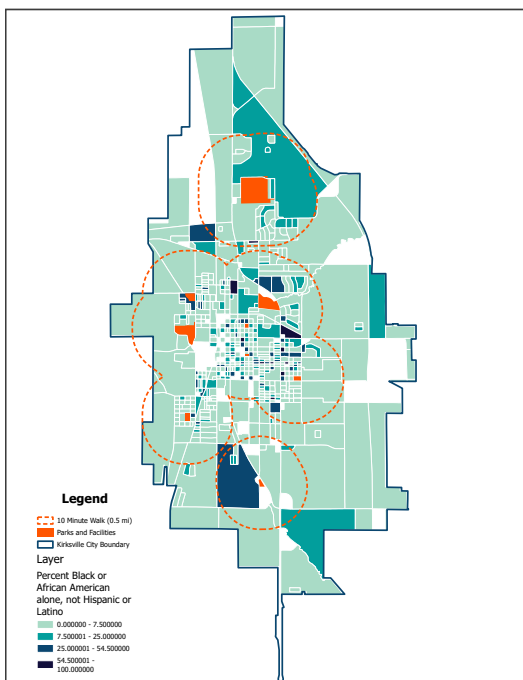 Legend
10 Minute Walk (0.5 mi)
Parks and Facilities
Kirksville City Boundary
Layer
Percent Black or
African American
alone, not Hispanic or
Latino
0.000000 - 7.500000
7.500001 - 25.000000
25.000001 - 54.500000
54.500001 -
100.000000